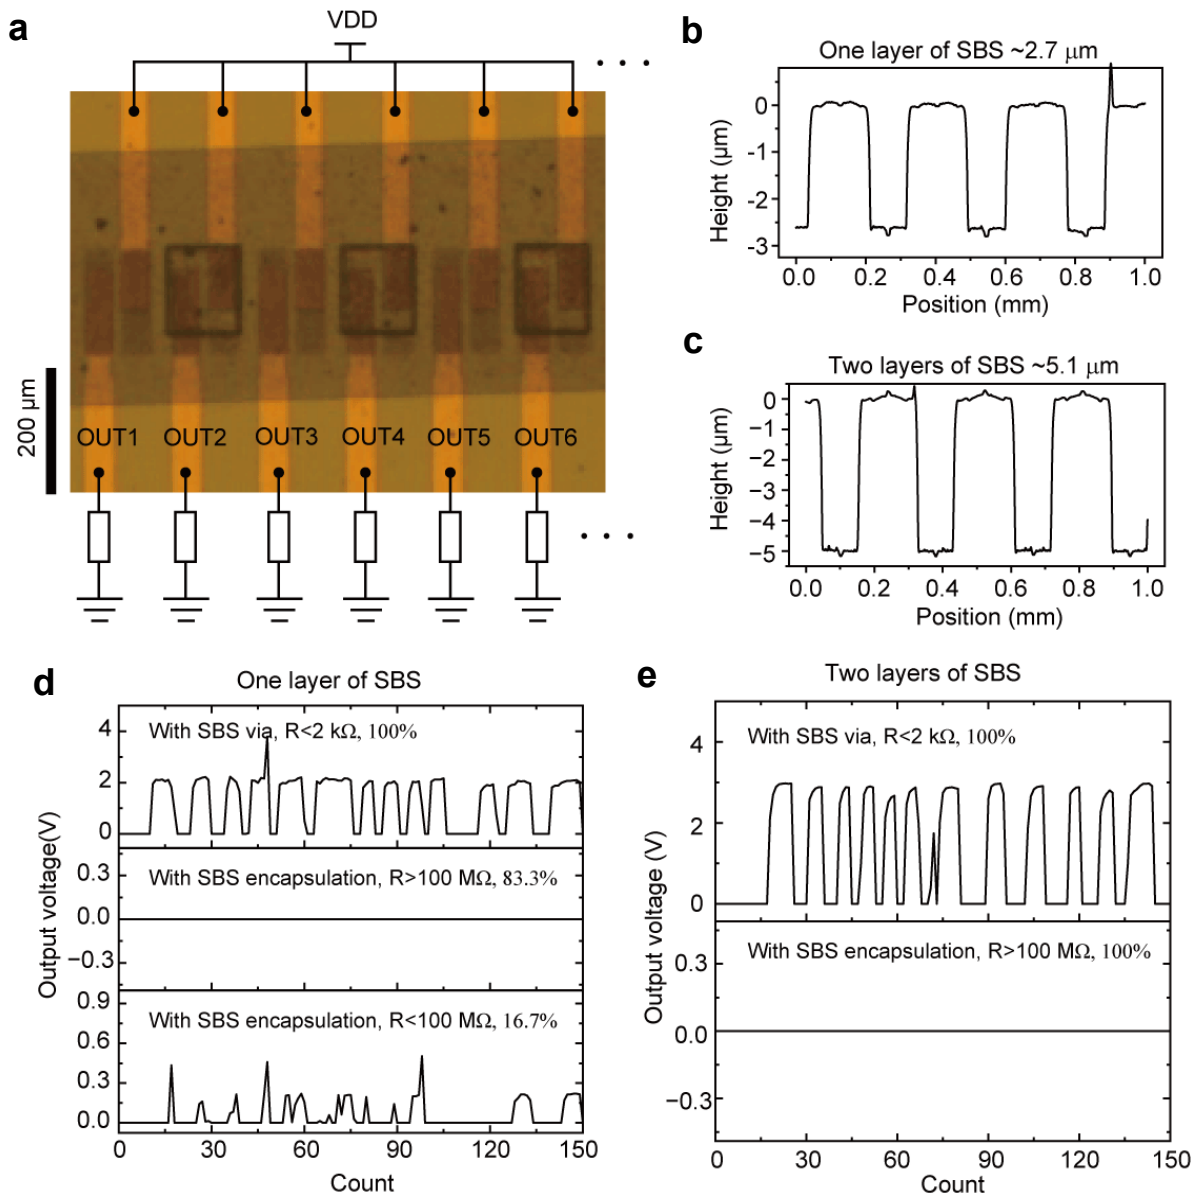 a
VDD
. . .
OUT1 OUT2 OUT3 OUT4 OUT5 OUT6
200 μm
. . .
b
One layer of SBS ~2.7 μm
Height (μm)
0
-1
-2
-3
0.0 0.2 0.4 0.6 0.8 1.0
Position (mm)
c
Two layers of SBS ~5.1 μm
Height (μm)
0
−1
−2
−3
−4
−5
0.0 0.2 0.4 0.6 0.8 1.0
Position (mm)
d
One layer of SBS
Output voltage(V)
With SBS via, R<2 kΩ, 100%
4
2
0
With SBS encapsulation, R>100 MΩ, 83.3%
0.3
0.0
−0.3
With SBS encapsulation, R<100 MΩ, 16.7%
0.9
0.6
0.3
0.0
0 30 60 90 120 150
Count
e
Two layers of SBS
Output voltage (V)
With SBS via, R<2 kΩ, 100%
4
2
0
With SBS encapsulation, R>100 MΩ, 100%
0.3
0.0
−0.3
0 30 60 90 120 150
Count